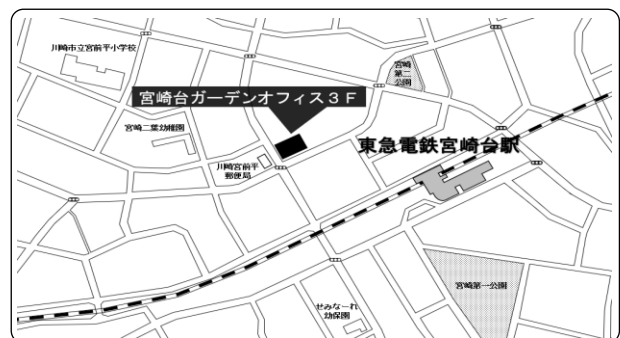 川崎市立宮前平小学校
宮崎
第二
公園
宮崎台ガーデンオフィス３Ｆ
宮崎二葉幼稚園
東急電鉄宮崎台駅
川崎宮前平
郵便局
宮崎第一公園
せみなーれ
幼保園